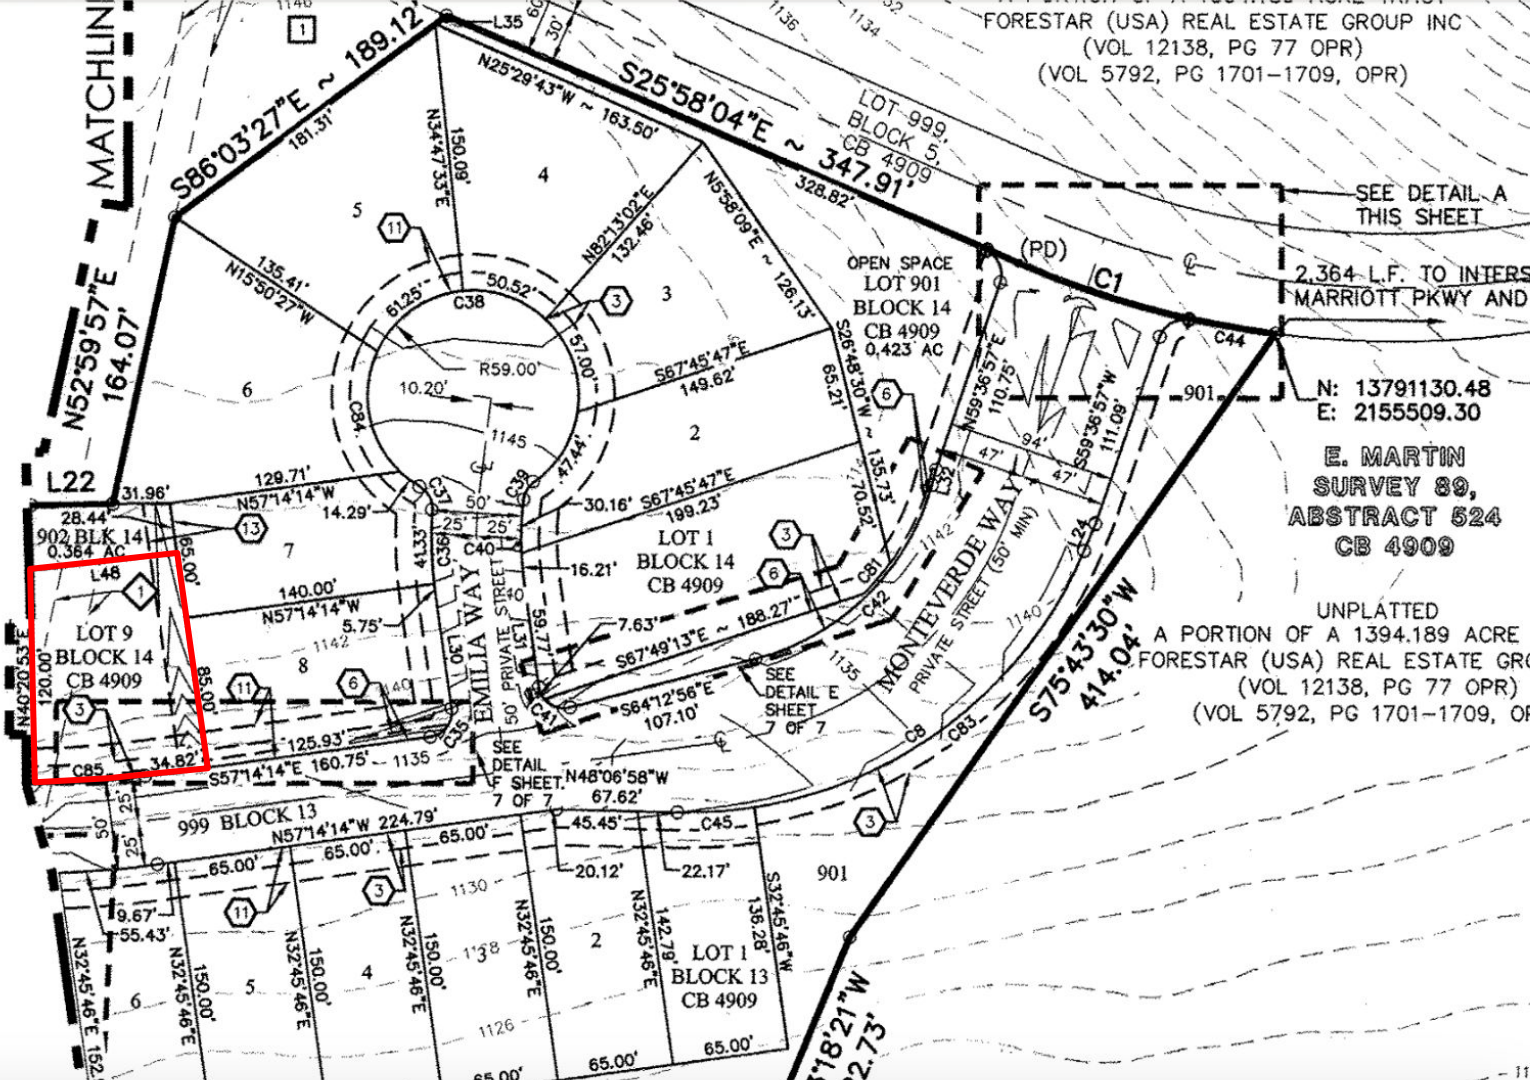 1146
1
MATCHLINE
S86°03'27"E ~ 189.12'
181.31'
L35
60'
30'
1136
1134
FORESTAR (USA) REAL ESTATE GROUP INC
(VOL 12138, PG 77 OPR)
(VOL 5792, PG 1701-1709, OPR)
S25°58'04"E ~ 347.91'
328.82'
N25°29'43"W ~ 163.50'
LOT 999,
BLOCK 5,
CB 4909
N34°47'33"E
150.09'
4
5
11
N82°13'02"E
132.46'
N5°58'09"E ~ 126.13'
3
3
135.41'
N15°50'27"W
61.25'
C38
50.52'
57.00'
R59.00'
10.20'
C84
1145
47.44'
6
2
S67°45'47"E
149.62'
S67°45'47"E
199.23'
S26°48'30"W ~ 135.73'
65.21'
70.52'
OPEN SPACE
LOT 901
BLOCK 14
CB 4909
0.423 AC
6
(PD)
C1
C44
SEE DETAIL A
THIS SHEET
2,364 L.F. TO INTERS
MARRIOTT PKWY AND
N: 13791130.48
E: 2155509.30
901
N59°36'57"E
110.75'
S59°36'57"W
111.09'
94'
47'
47'
L32
L24
E. MARTIN
SURVEY 89,
ABSTRACT 524
CB 4909
N52°59'57"E
164.07'
L22
31.96'
28.44'
902 BLK 14
0.364 AC
13
129.71'
N57°14'14"W
14.29'
C37
50'
C39
30.16'
25'
25'
C36
C40
41.33'
65.00'
7
16.21'
LOT 1
BLOCK 14
CB 4909
3
6
C81
C42
1142
MONTEVERDE WAY
PRIVATE STREET (50' MIN)
1140
L48
1
140.00'
N57°14'14"W
5.75'
1142
N40°20'53"E
120.00'
LOT 9
BLOCK 14
CB 4909
3
85.00'
8
11
6
1140
L30
EMILIA WAY
50' PRIVATE STREET
L31
59.77'
7.63'
S67°49'13"E ~ 188.27'
S64°12'56"E
107.10'
C41
C35
SEE
DETAIL E
SHEET
7 OF 7
1135
S75°43'30"W
414.04'
UNPLATTED
A PORTION OF A 1394.189 ACRE
FORESTAR (USA) REAL ESTATE GRO
(VOL 12138, PG 77 OPR)
(VOL 5792, PG 1701-1709, OP
C85
34.82'
125.93'
S57°14'14"E 160.75'
1135
SEE
DETAIL
F SHEET
7 OF 7
N48°06'58"W
67.62'
C8
C83
3
25'
50'
25'
999 BLOCK 13
N57°14'14"W 224.79'
65.00'
65.00'
65.00'
45.45'
C45
20.12'
22.17'
901
9.67'
55.43'
11
3
1130
N32°45'46"E 152.
N32°45'46"E
150.00'
N32°45'46"E
150.00'
N32°45'46"E
150.00'
N32°45'46"E
150.00'
N32°45'46"E
142.79'
S32°45'46"W
136.28'
6
5
4
3
2
1128
1126
LOT 1
BLOCK 13
CB 4909
65.00'
65.00'
65.00'
18'21"W
2.73'